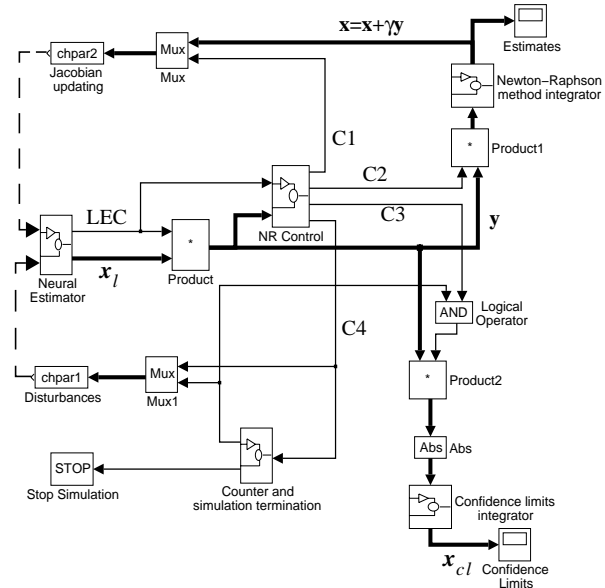 x=x+γy
Estimates
chpar2
Mux
Jacobian
updating
Mux
Newton−Raphson
method integrator
C1
*
Product1
C2
C3
LEC
NR Control
y
*
x_l
Neural
Estimator
Product
AND
Logical
Operator
C4
chpar1
Mux
*
Product2
Disturbances
Mux1
Abs
Abs
STOP
Stop Simulation
Counter and
simulation termination
Confidence limits
integrator
x_cl
Confidence
Limits